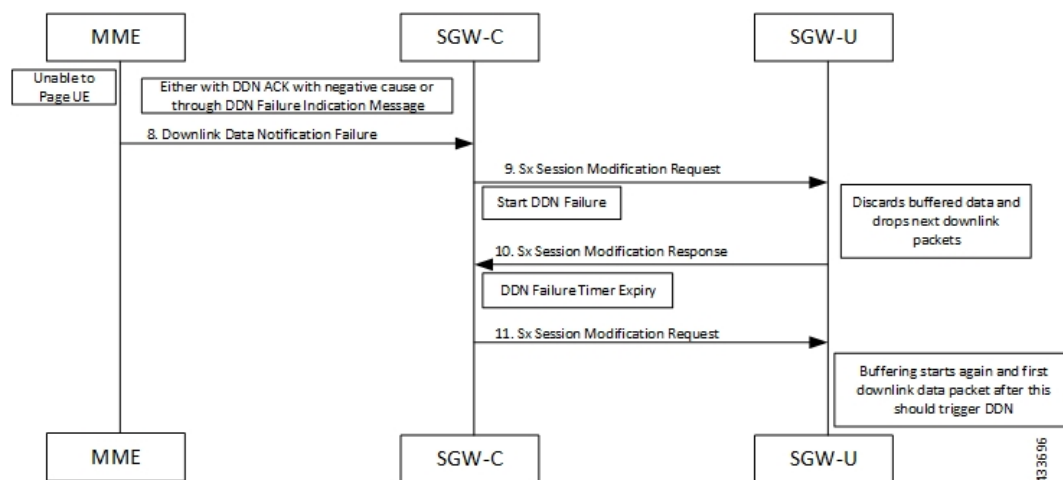 MME
SGW-C
SGW-U
Unable to
Page UE
Either with DDN ACK with negative cause or
through DDN Failure Indication Message
8. Downlink Data Notification Failure
9. Sx Session Modification Request
Start DDN Failure
Discards buffered data and
drops next downlink
packets
10. Sx Session Modification Response
DDN Failure Timer Expiry
11. Sx Session Modification Request
Buffering starts again and first
downlink data packet after this
should trigger DDN
MME
SGW-C
SGW-U
433696